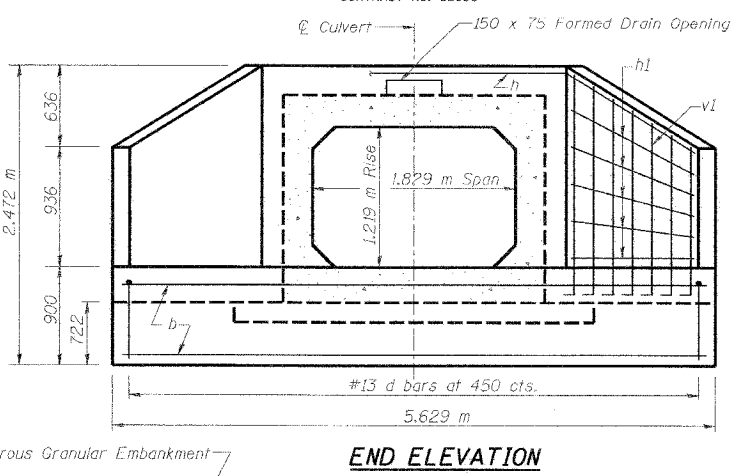 ℄ Culvert
150 x 75 Formed Drain Opening
h1
h
v1
636
2.472 m
936
1.829 m Span
1.219 m Rise
900
722
b
#13 d bars at 450 cts.
5.629 m
rous Granular Embankment
END ELEVATION